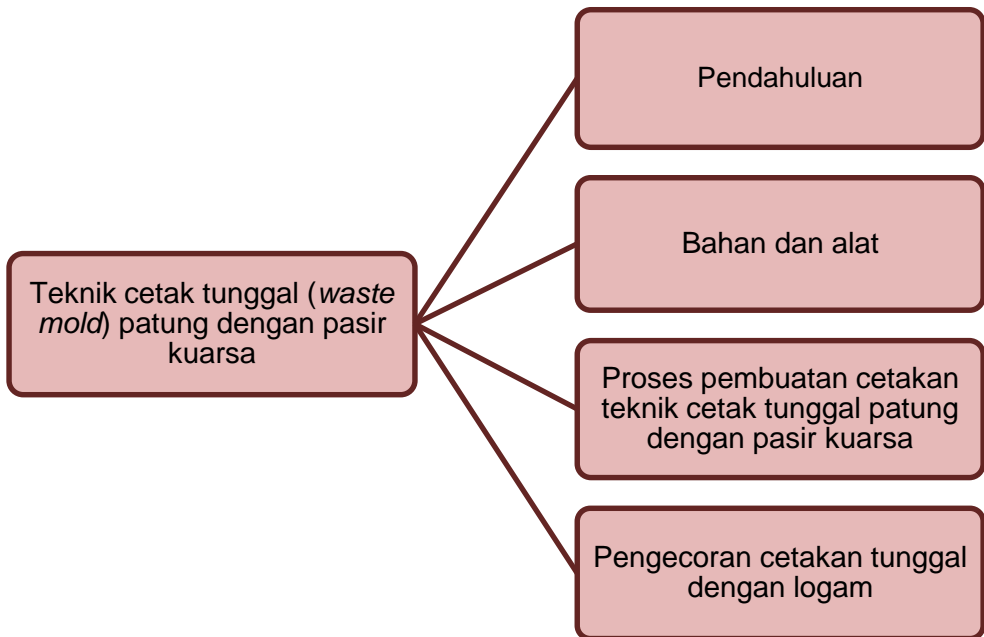 Teknik cetak tunggal (waste
mold) patung dengan pasir
kuarsa
Pendahuluan
Bahan dan alat
Proses pembuatan cetakan
teknik cetak tunggal patung
dengan pasir kuarsa
Pengecoran cetakan tunggal
dengan logam